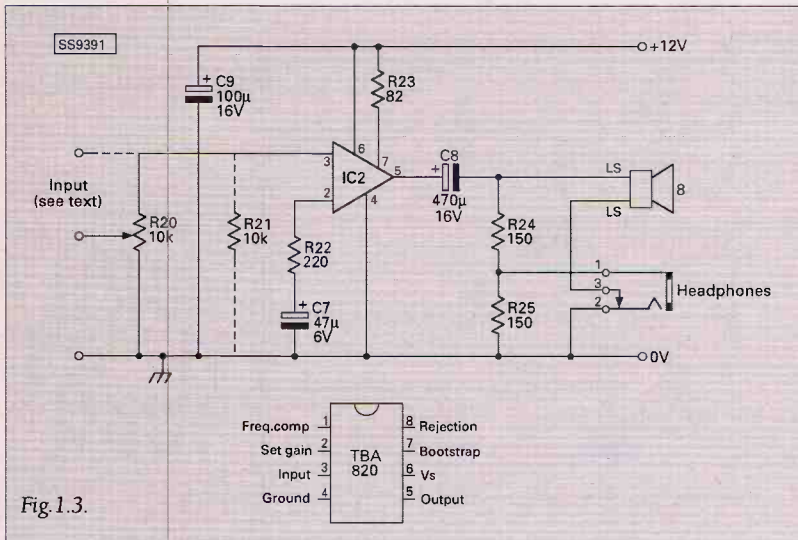 SS9391
+12V
+
C9
100µ
16V
R23
82
Input
(see text)
R20
10k
R21
10k
3
2
6
7
5
4
IC2
R22
220
+
C7
47µ
6V
+
C8
470µ
16V
R24
150
R25
150
LS
LS
8
1
3
2
Headphones
0V
Freq.comp 1
Set gain 2
Input 3
Ground 4
TBA
820
8 Rejection
7 Bootstrap
6 Vs
5 Output
Fig.1.3.